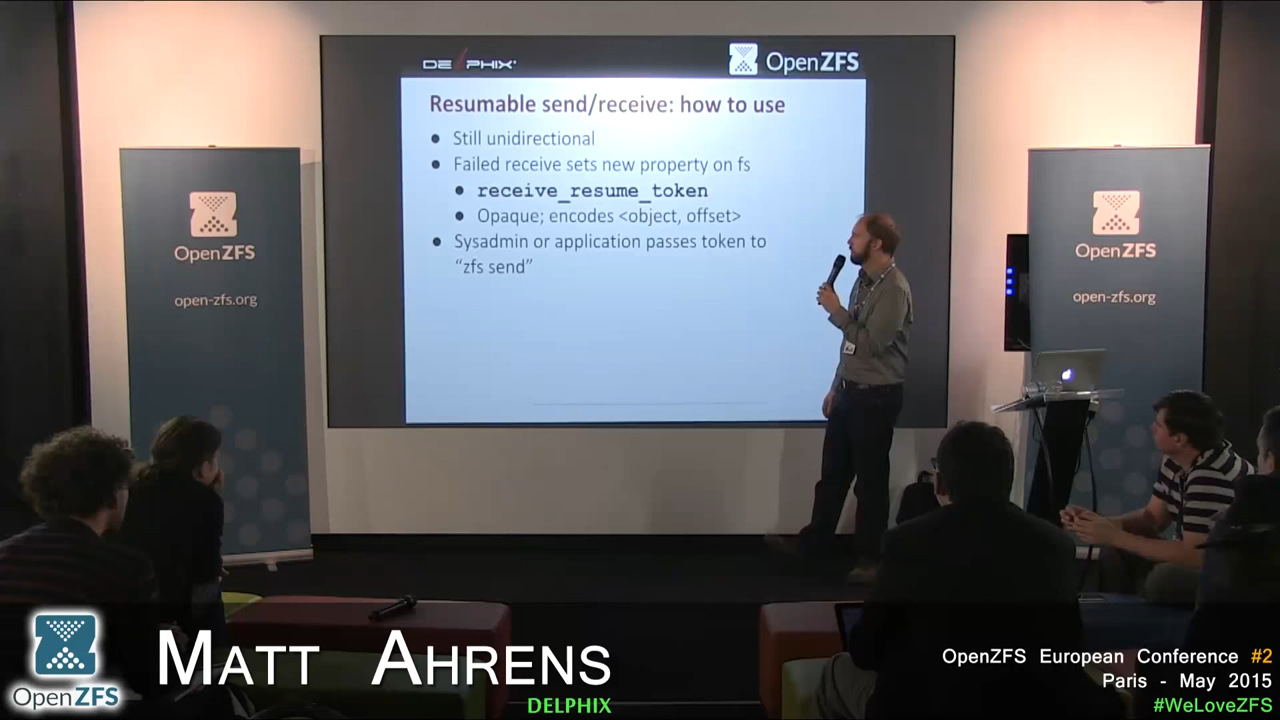 DELPHIX
OpenZFS
Resumable send/receive: how to use
● Still unidirectional
● Failed receive sets new property on fs
● receive_resume_token
● Opaque; encodes <object, offset>
● Sysadmin or application passes token to
“zfs send”
OpenZFS
open-zfs.org
OpenZFS
open-zfs.org
OpenZFS
MATT AHRENS
DELPHIX
OpenZFS European Conference #2
Paris - May 2015
#WeLoveZFS